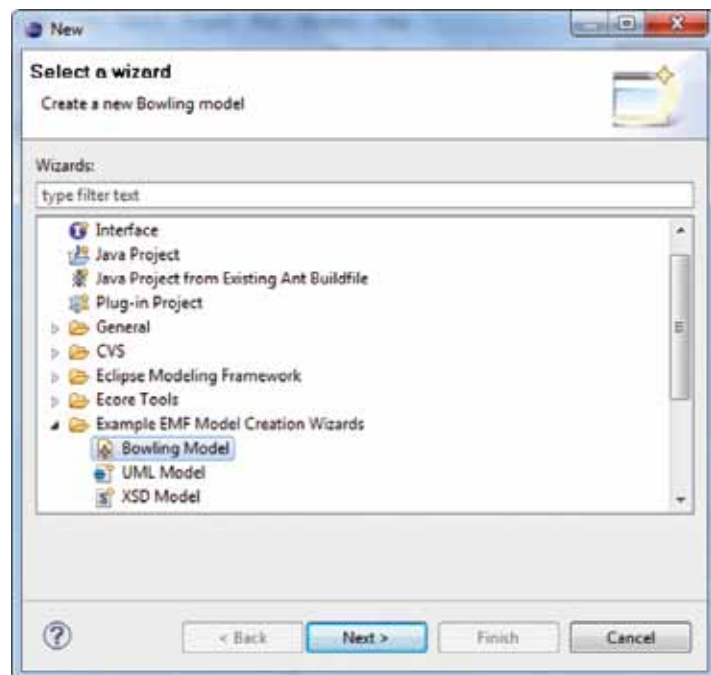 New
Select a wizard
Create a new Bowling model
Wizards:
type filter text
Interface
Java Project
Java Project from Existing Ant Buildfile
Plug-in Project
General
CVS
Eclipse Modeling Framework
Ecore Tools
Example EMF Model Creation Wizards
Bowling Model
UML Model
XSD Model
?
< Back
Next >
Finish
Cancel